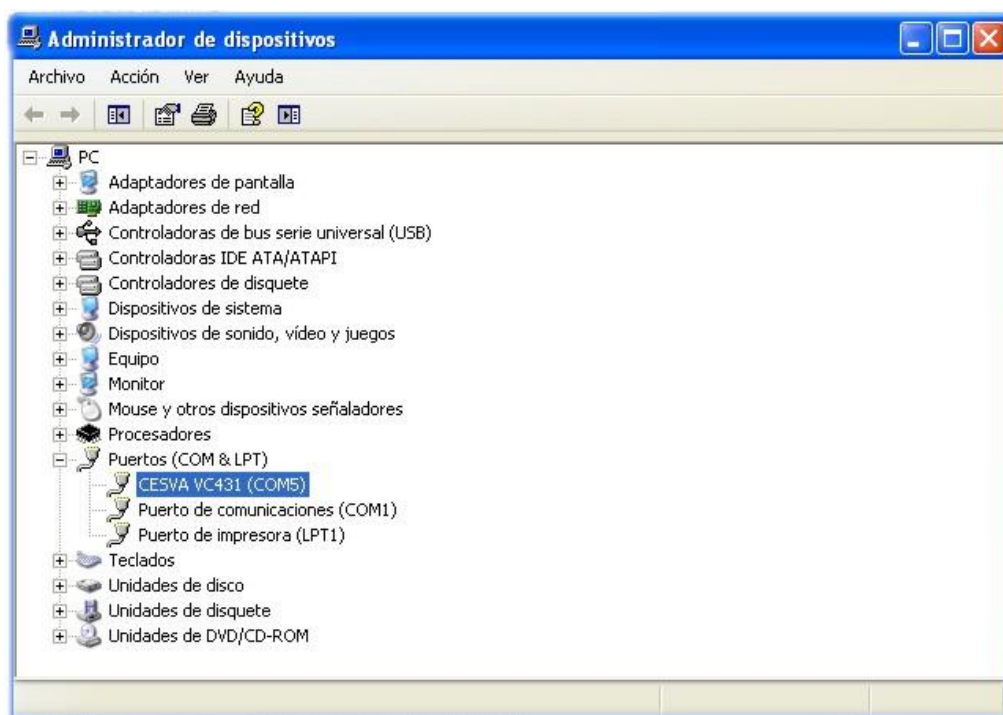 Administrador de dispositivos
Archivo Acción Ver Ayuda
PC
Adaptadores de pantalla
Adaptadores de red
Controladoras de bus serie universal (USB)
Controladoras IDE ATA/ATAPI
Controladores de disquete
Dispositivos de sistema
Dispositivos de sonido, vídeo y juegos
Equipo
Monitor
Mouse y otros dispositivos señaladores
Procesadores
Puertos (COM & LPT)
CESVA VC431 (COM5)
Puerto de comunicaciones (COM1)
Puerto de impresora (LPT1)
Teclados
Unidades de disco
Unidades de disquete
Unidades de DVD/CD-ROM